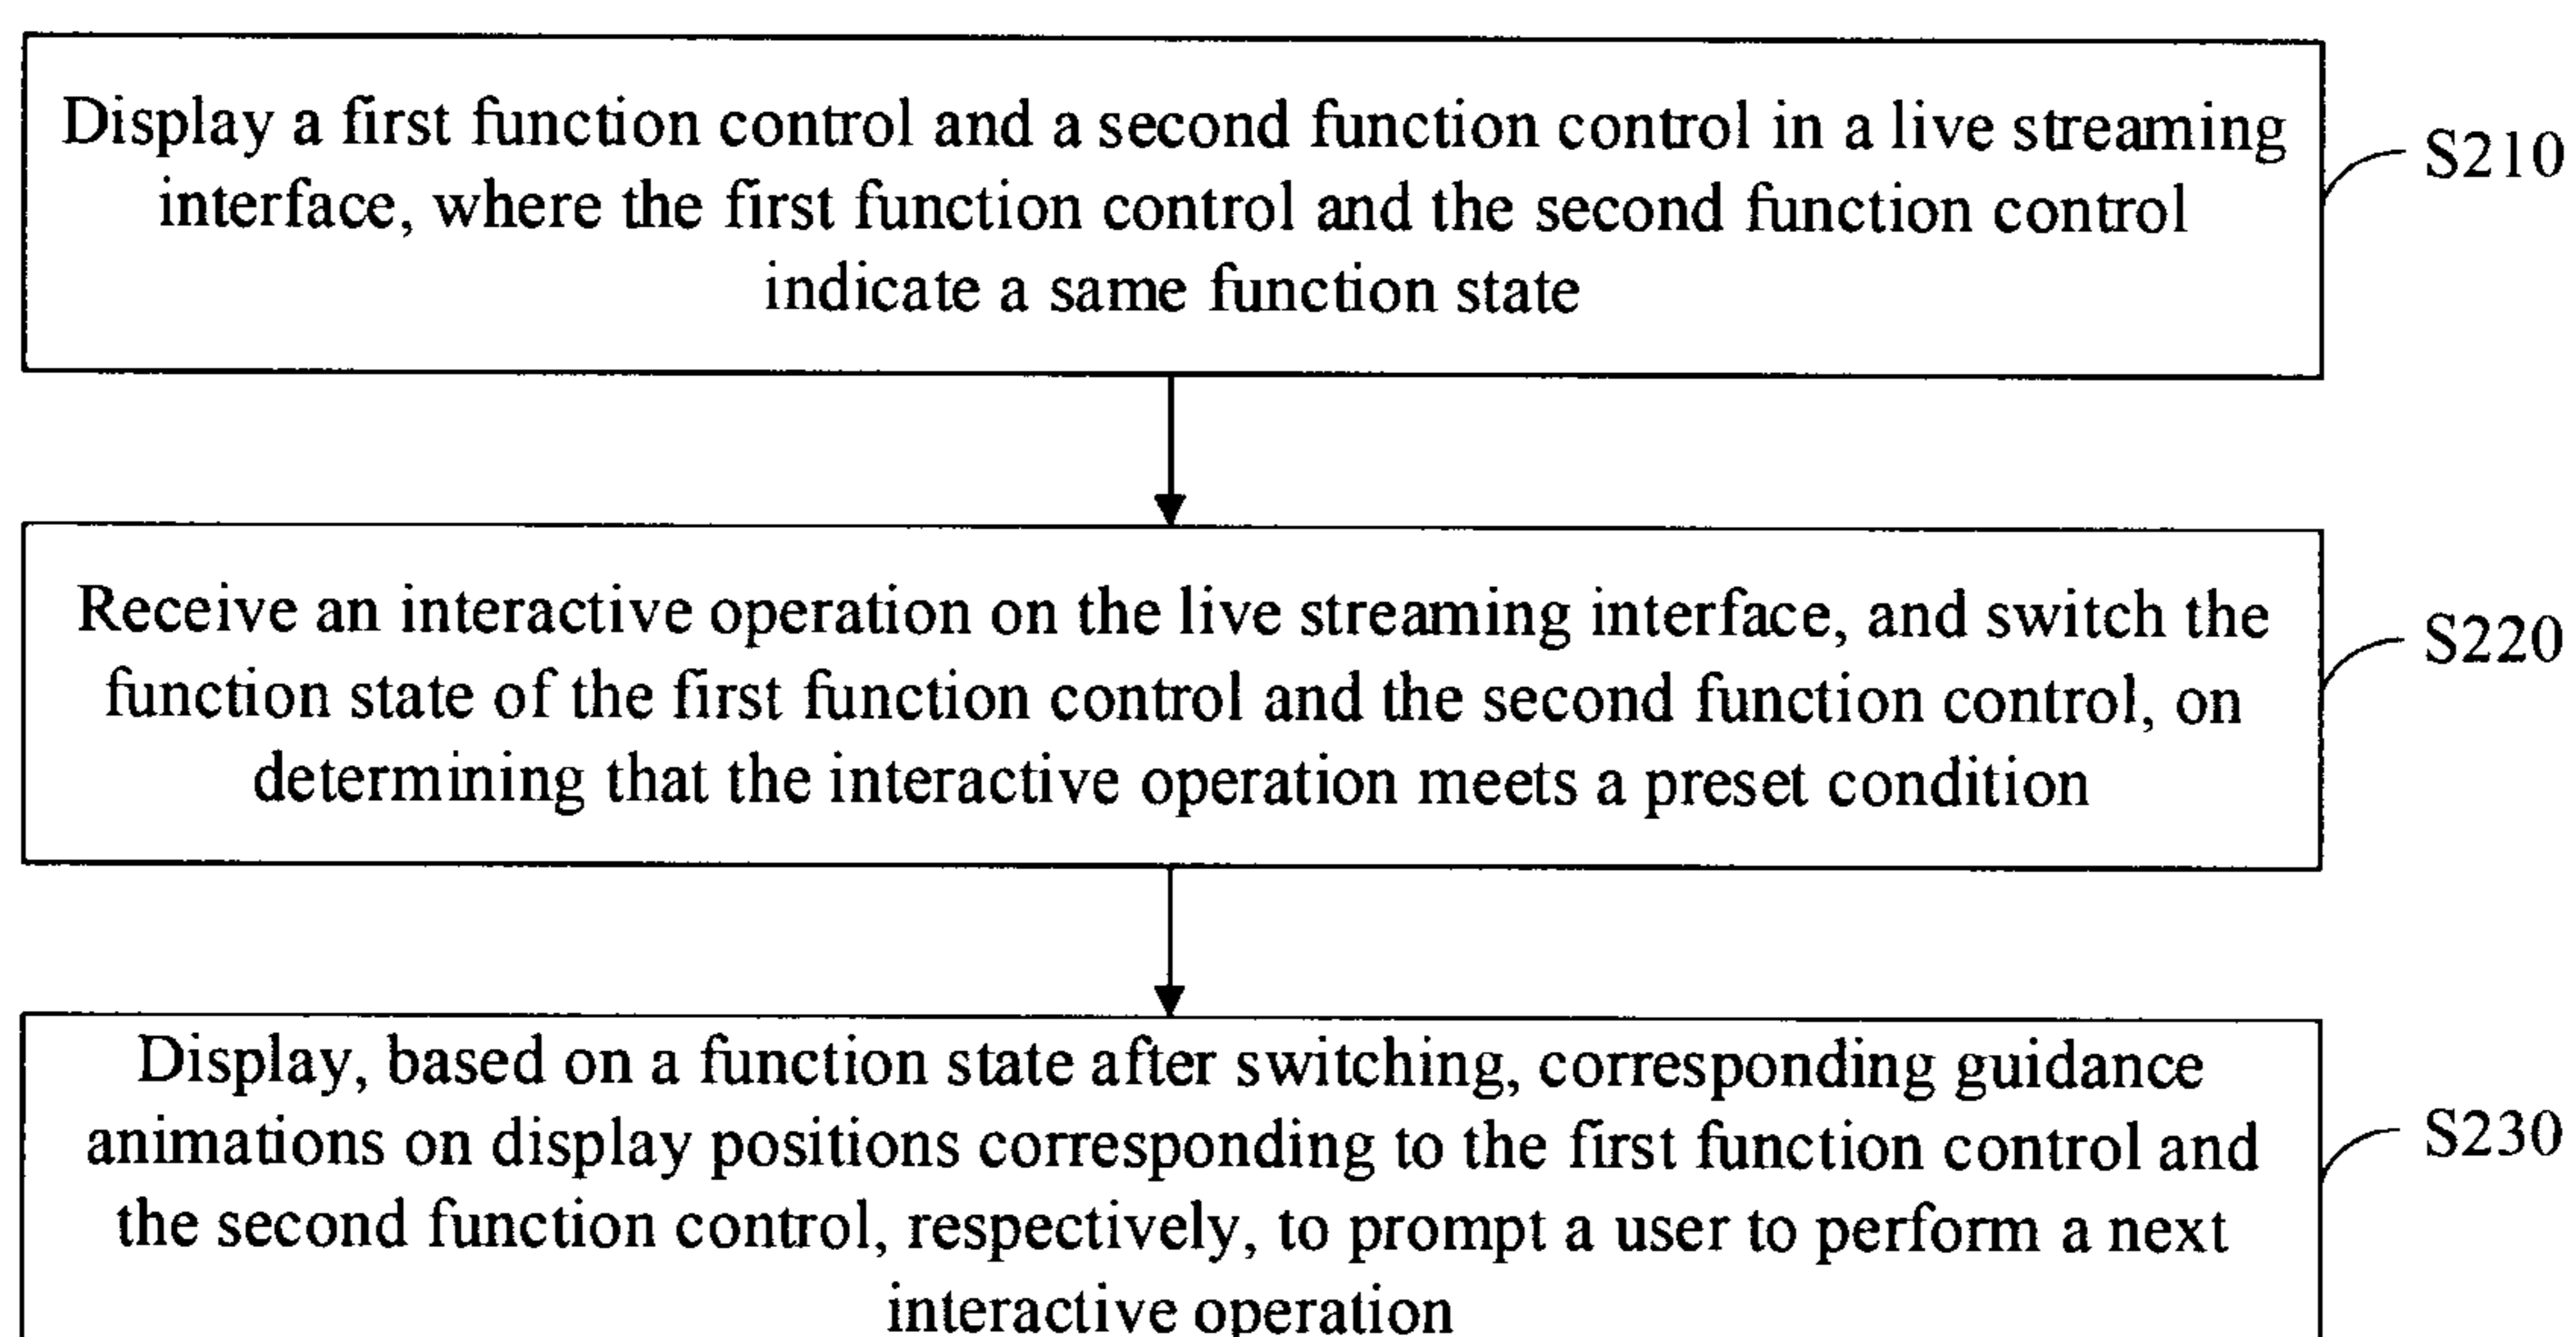 Display a first function control and a second function control in a live streaming
interface, where the first function control and the second function control
indicate a same function state
S210
Receive an interactive operation on the live streaming interface, and switch the
function state of the first function control and the second function control, on
determining that the interactive operation meets a preset condition
S220
Display, based on a function state after switching, corresponding guidance
animations on display positions corresponding to the first function control and
the second function control, respectively, to prompt a user to perform a next
interactive operation
S230